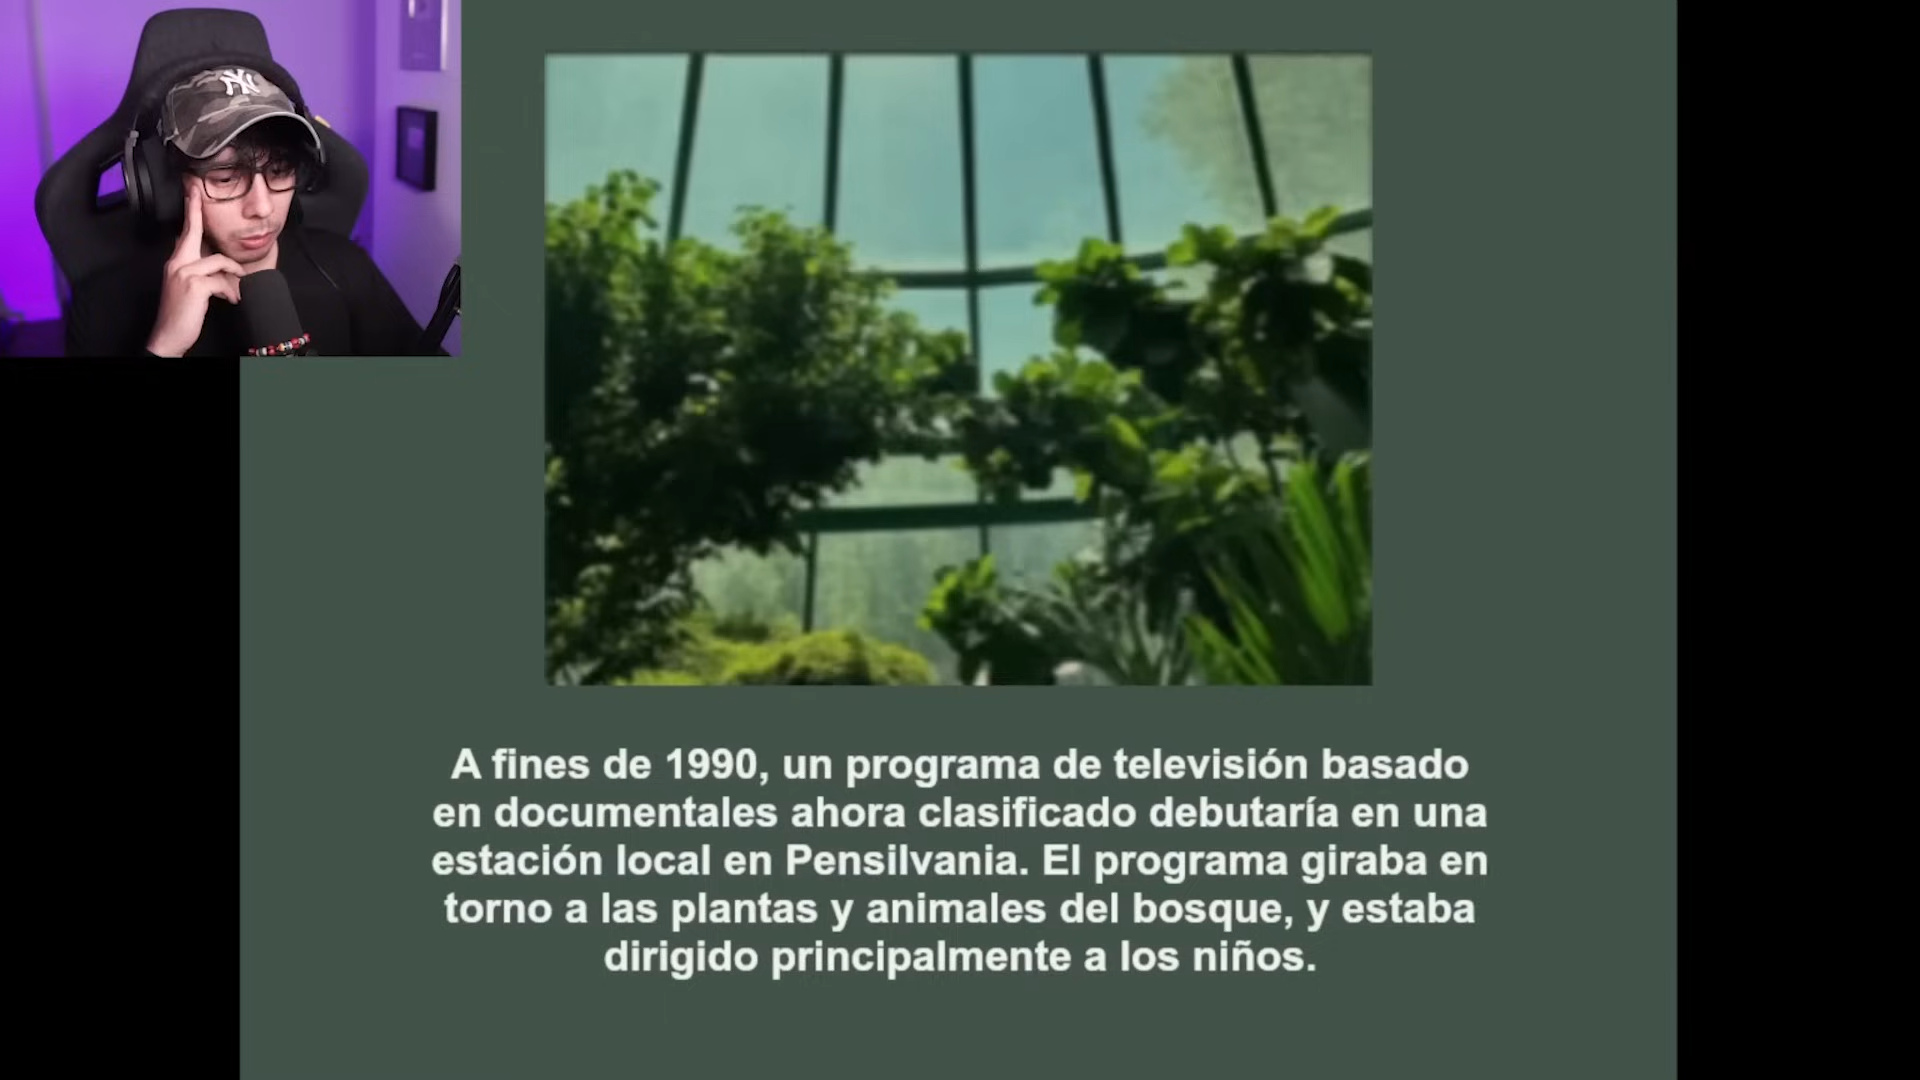 NY
A fines de 1990, un programa de televisión basado
en documentales ahora clasificado debutaría en una
estación local en Pensilvania. El programa giraba en
torno a las plantas y animales del bosque, y estaba
dirigido principalmente a los niños.